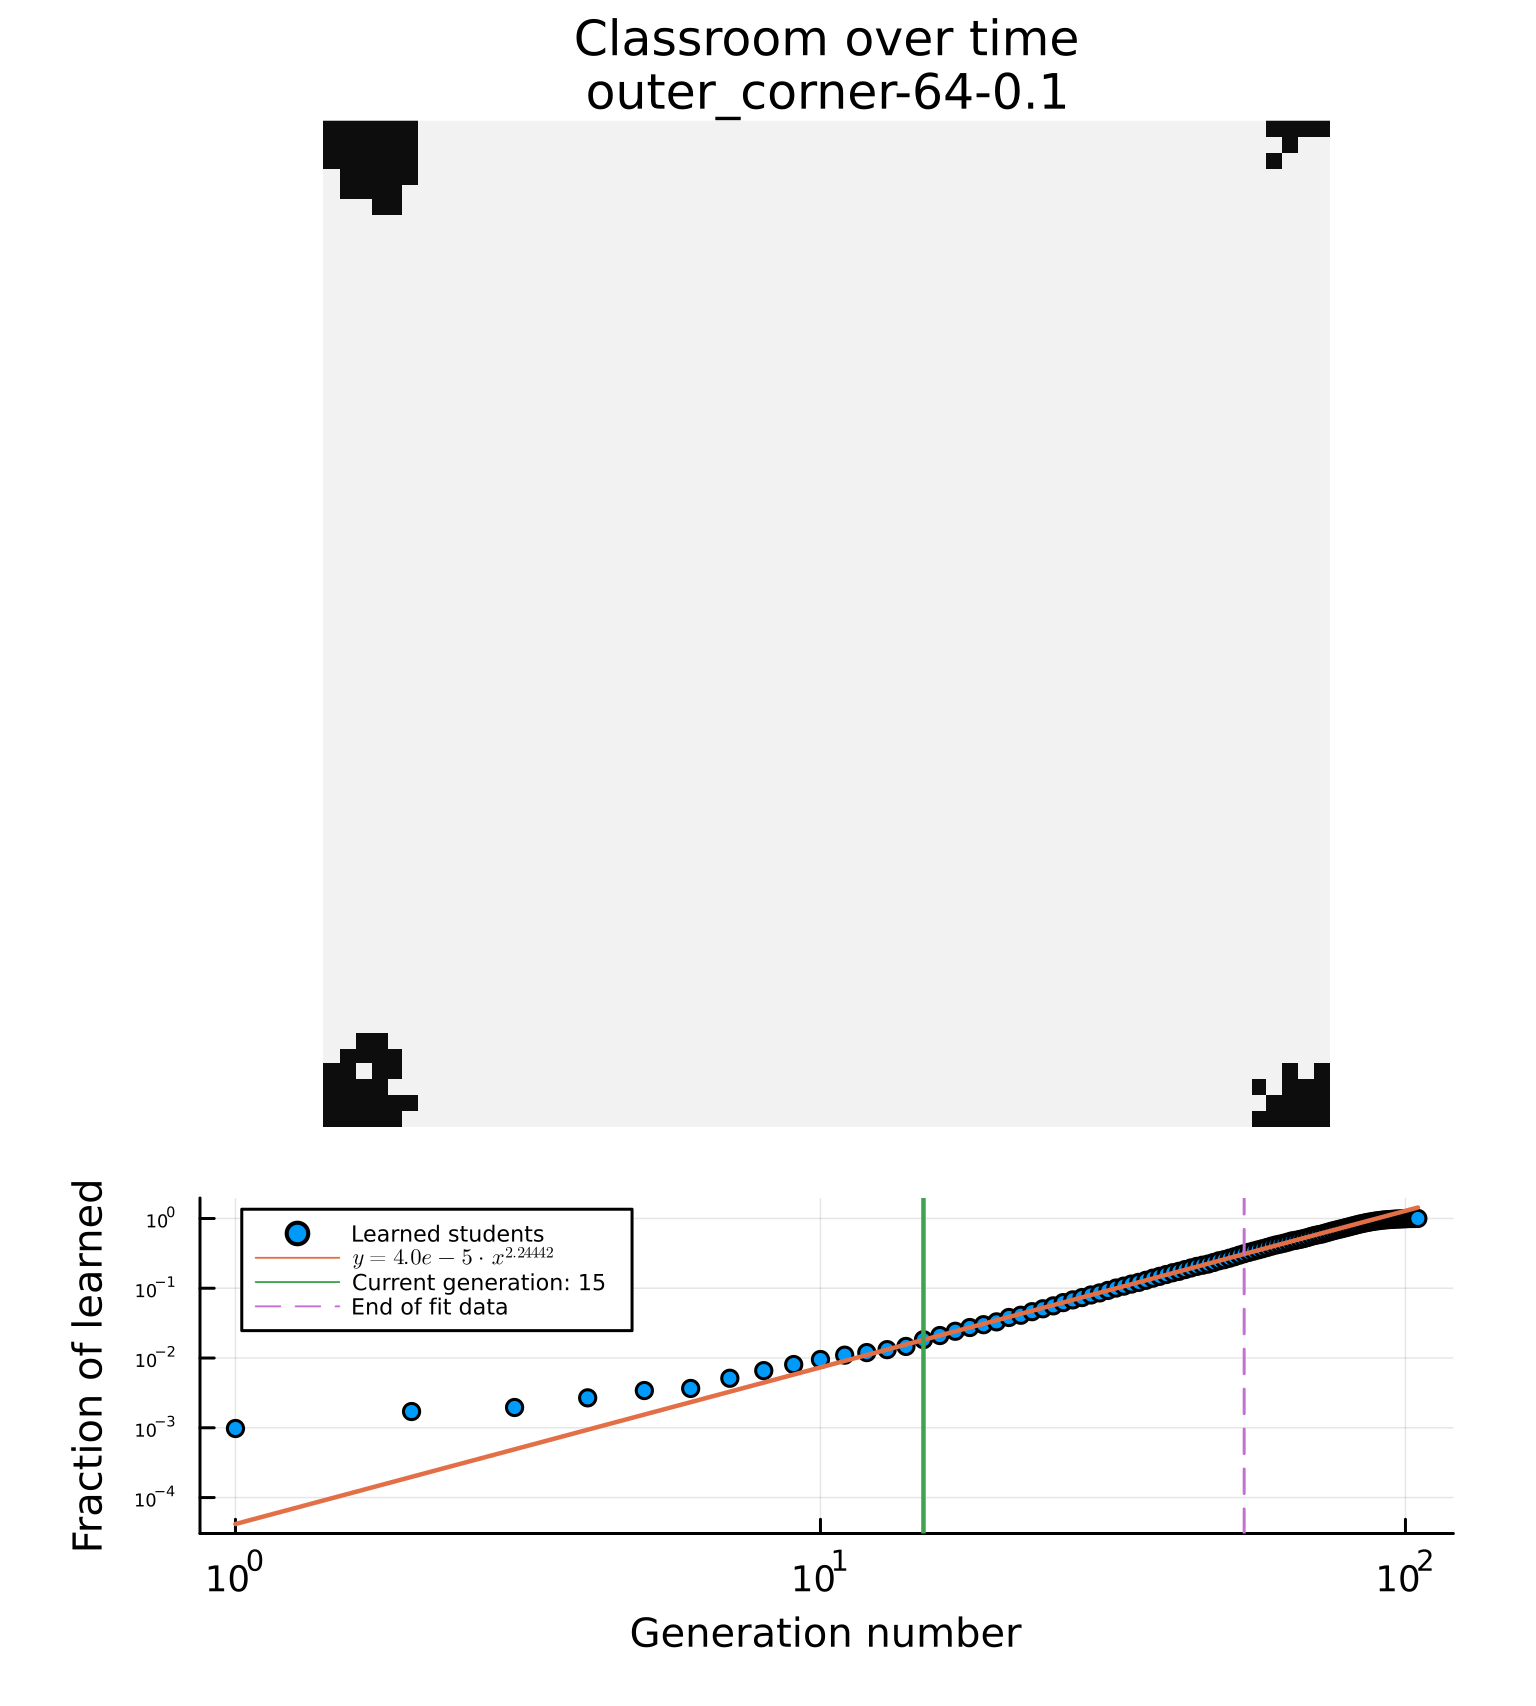 Classroom over time
outer_corner-64-0.1
Fraction of learned
10^0
10^-1
10^-2
10^-3
10^-4
Learned students
y = 4.0e − 5 · x^2.24442
Current generation: 15
End of fit data
10^0 10^1 10^2
Generation number